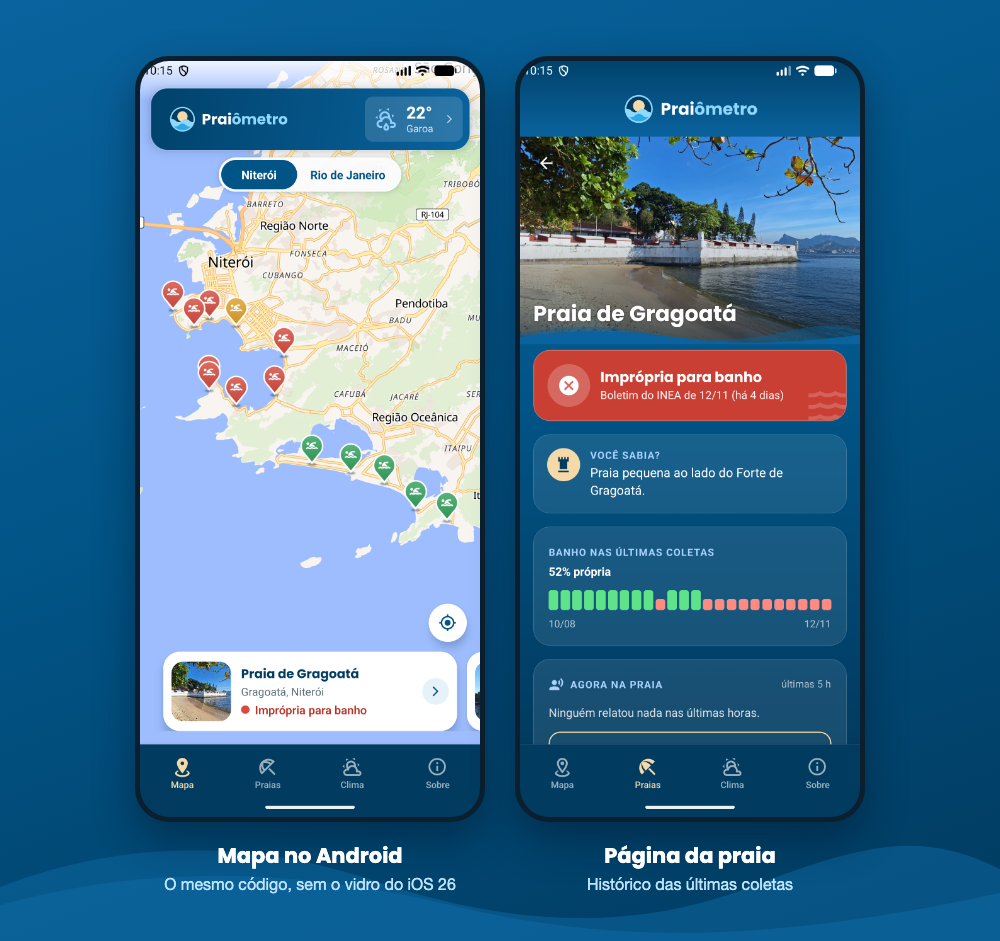 10:15
Praiômetro
22°
Garoa
Niterói
Rio de Janeiro
TRIBOBÓ
BARRETO
RJ-104
Região Norte
FONSECA
Niterói
CUBANGO
Pendotiba
BADU
MACEIÓ
CAFUBÁ
JACARÉ
Região Oceânica
ITAIPU
Praia de Gragoatá
Gragoatá, Niterói
Imprópria para banho
Mapa
Praias
Clima
Sobre
Mapa no Android
O mesmo código, sem o vidro do iOS 26
0:15
Praiômetro
Praia de Gragoatá
Imprópria para banho
Boletim do INEA de 12/11 (há 4 dias)
VOCÊ SABIA?
Praia pequena ao lado do Forte de
Gragoatá.
BANHO NAS ÚLTIMAS COLETAS
52% própria
10/08
12/11
AGORA NA PRAIA
últimas 5 h
Ninguém relatou nada nas últimas horas.
Mapa
Praias
Clima
Sobre
Página da praia
Histórico das últimas coletas